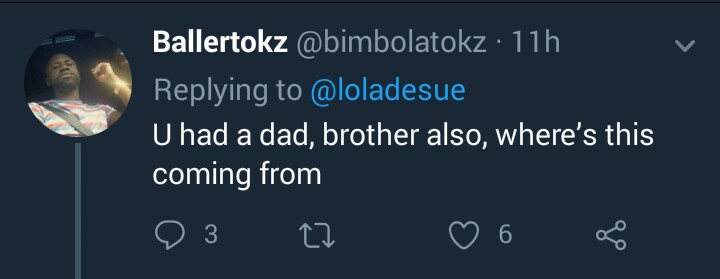 Ballertokz @bimbolatokz · 11h
Replying to @loladesue
U had a dad, brother also, where's this
coming from
3 6